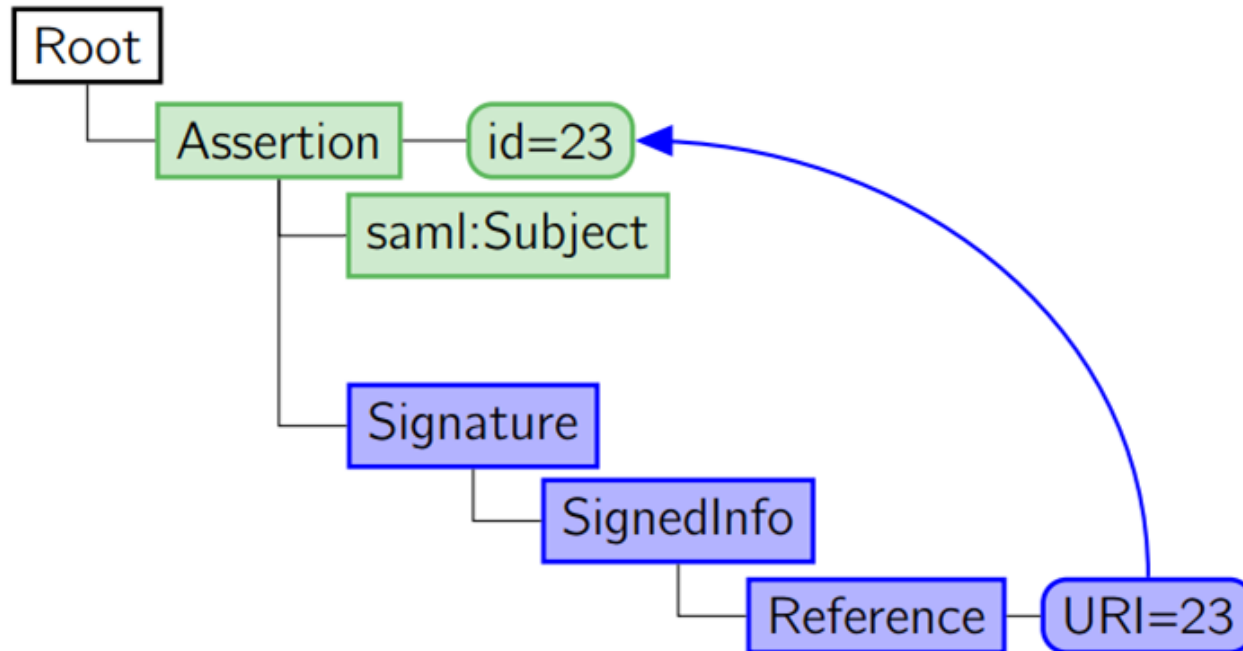 Root
Assertion id=23
saml:Subject
Signature
SignedInfo
Reference URI=23